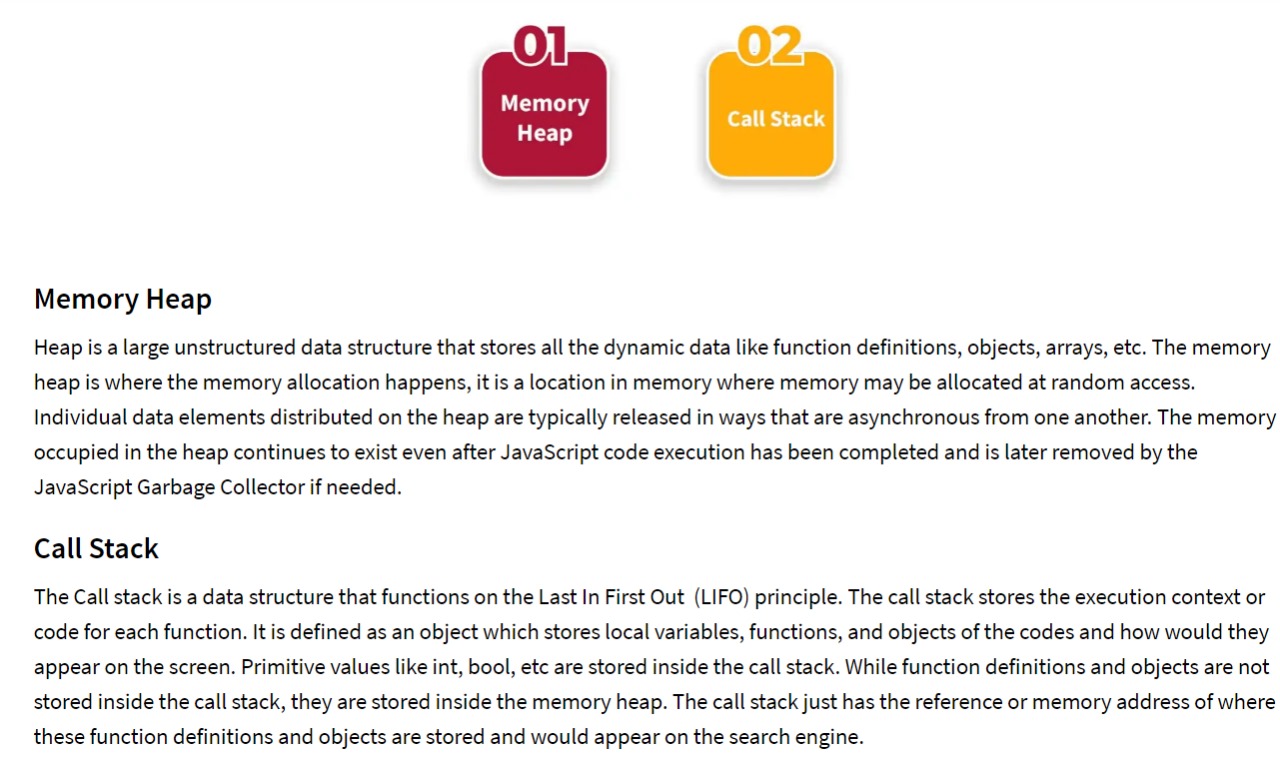 01
Memory
Heap
02
Call Stack
Memory Heap
Heap is a large unstructured data structure that stores all the dynamic data like function definitions, objects, arrays, etc. The memory
heap is where the memory allocation happens, it is a location in memory where memory may be allocated at random access.
Individual data elements distributed on the heap are typically released in ways that are asynchronous from one another. The memory
occupied in the heap continues to exist even after JavaScript code execution has been completed and is later removed by the
JavaScript Garbage Collector if needed.
Call Stack
The Call stack is a data structure that functions on the Last In First Out  (LIFO) principle. The call stack stores the execution context or
code for each function. It is defined as an object which stores local variables, functions, and objects of the codes and how would they
appear on the screen. Primitive values like int, bool, etc are stored inside the call stack. While function definitions and objects are not
stored inside the call stack, they are stored inside the memory heap. The call stack just has the reference or memory address of where
these function definitions and objects are stored and would appear on the search engine.